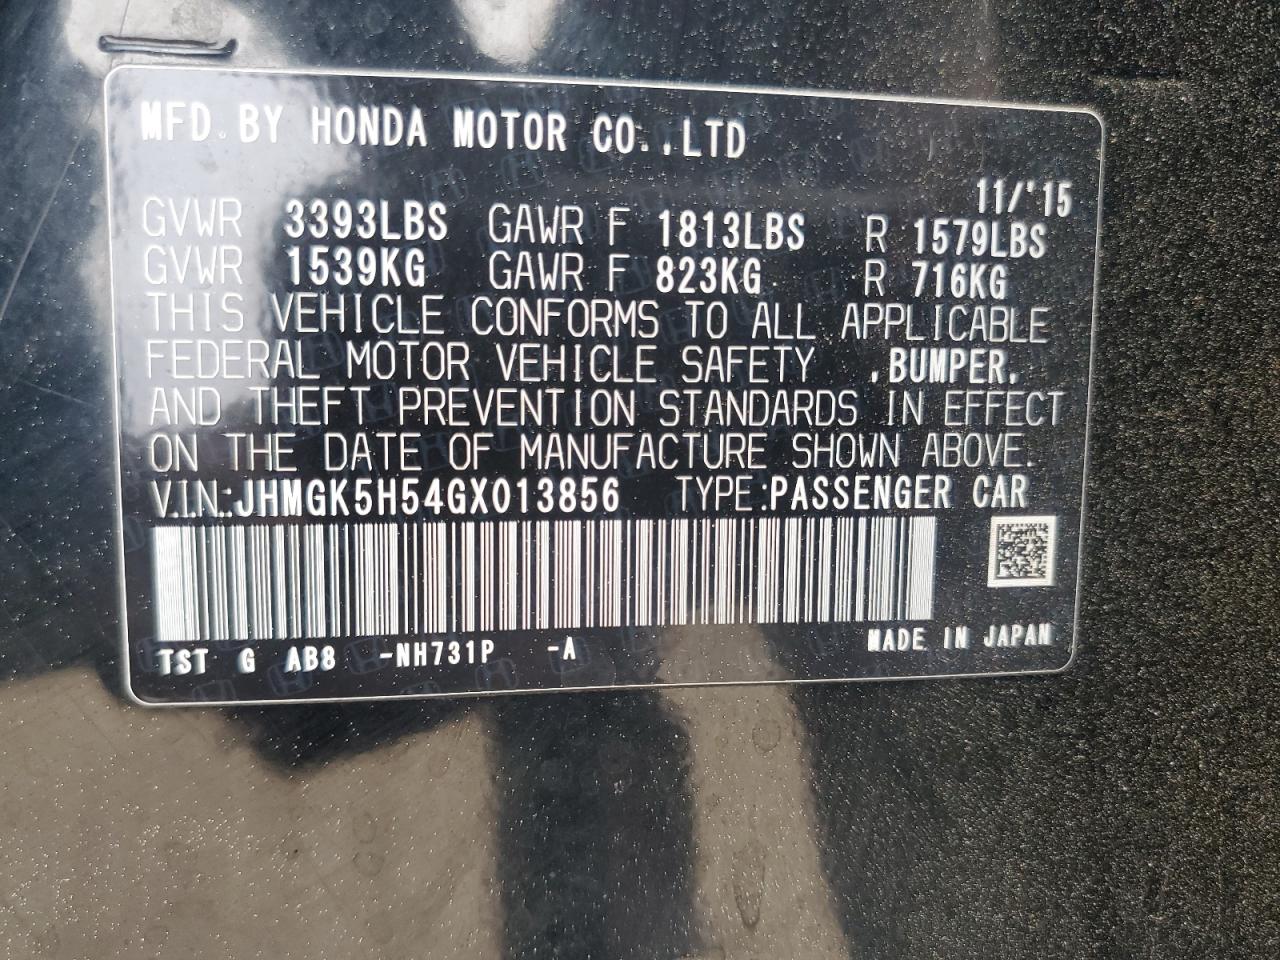 MFD.BY HONDA MOTOR CO.,LTD
11/'15
GVWR 3393LBS GAWR F 1813LBS R 1579LBS
GVWR 1539KG GAWR F 823KG R 716KG
THIS VEHICLE CONFORMS TO ALL APPLICABLE
FEDERAL MOTOR VEHICLE SAFETY ,BUMPER,
AND THEFT PREVENTION STANDARDS IN EFFECT
ON THE DATE OF MANUFACTURE SHOWN ABOVE.
V.I.N.:JHMGK5H54GX013856 TYPE:PASSENGER CAR
TST G AB8 -NH731P -A MADE IN JAPAN